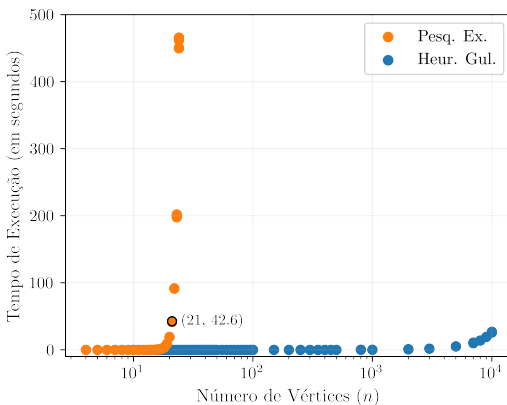 500
400
300
200
100
0
Tempo de Execução (em segundos)
Pesq. Ex.
Heur. Gul.
(21, 42.6)
10¹ 10² 10³ 10⁴
Número de Vértices (n)